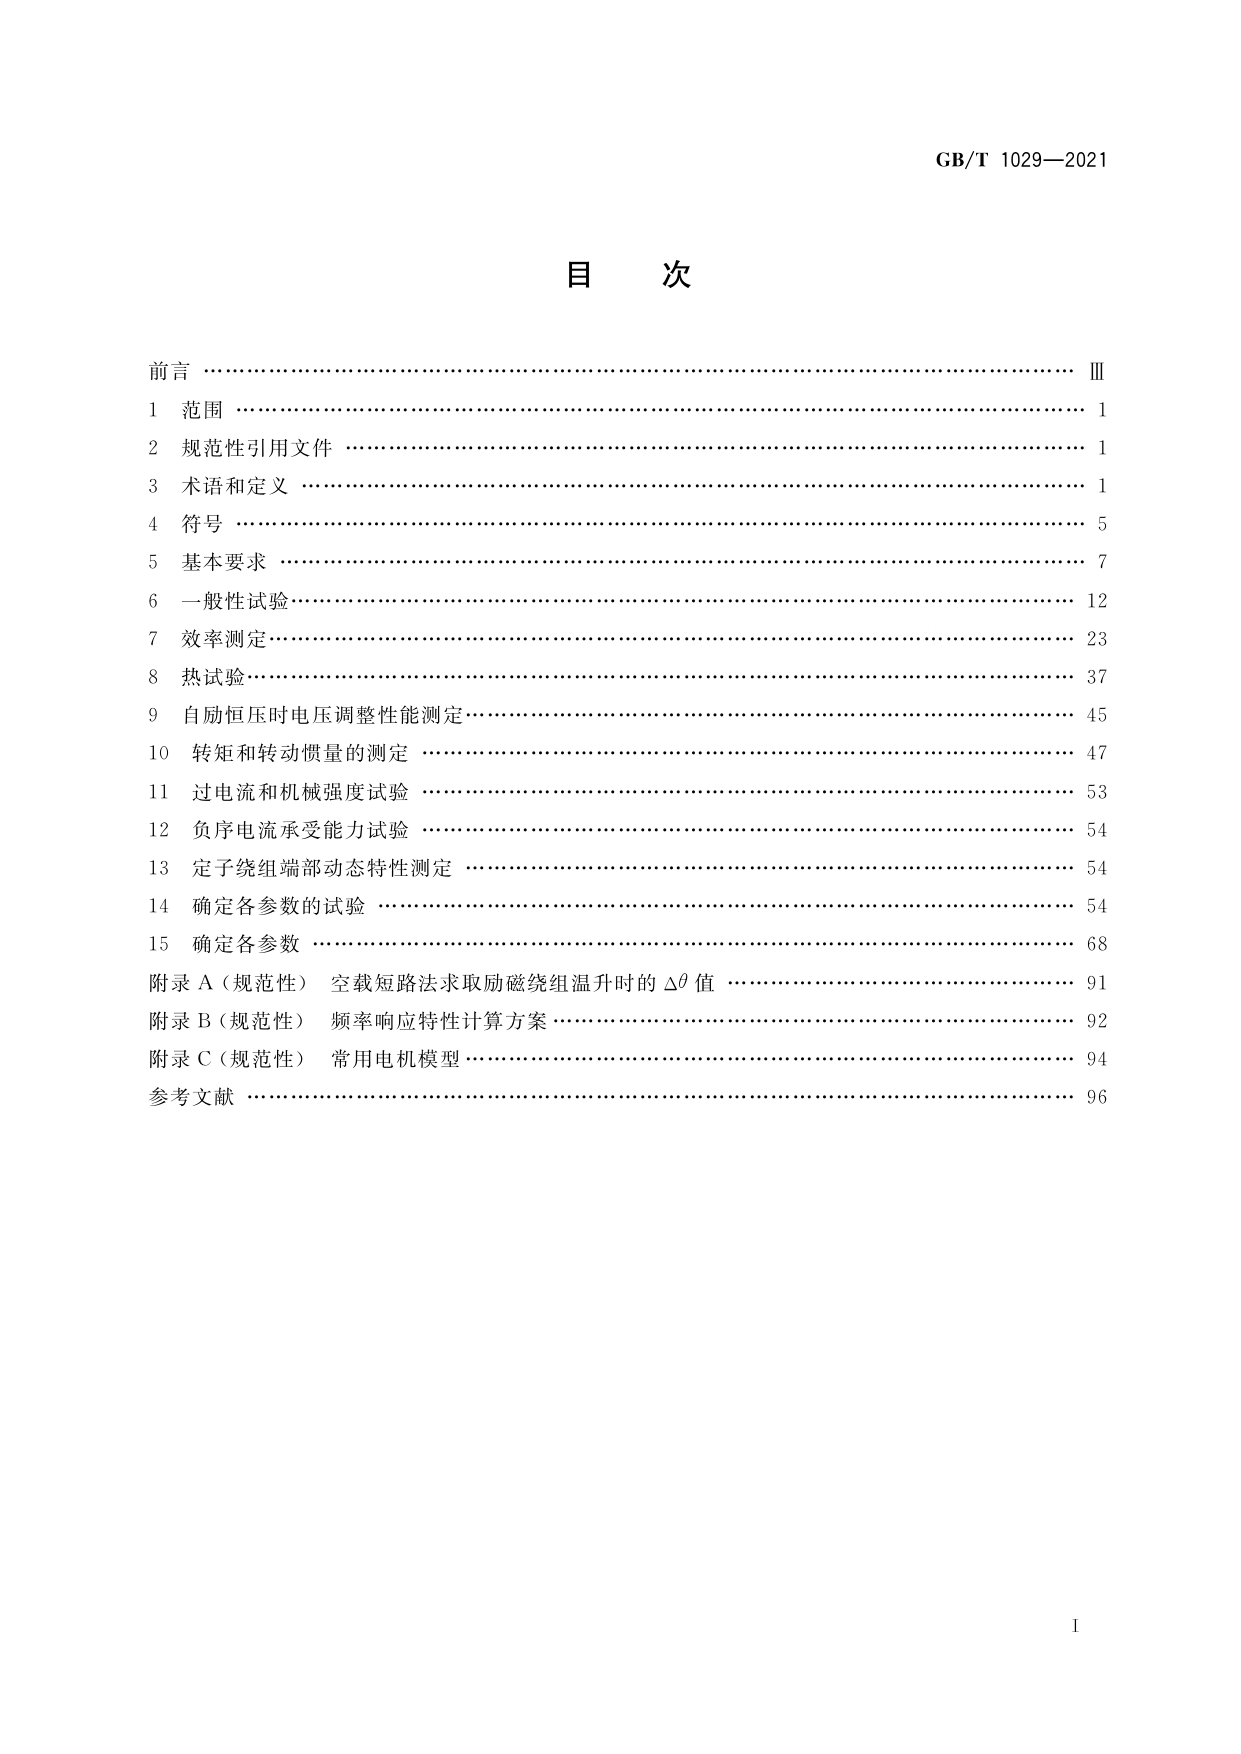 GB/T 1029—2021
目 次
前言 …………………………………………………………………………………………………… Ⅲ
1 范围 ………………………………………………………………………………………………… 1
2 规范性引用文件 …………………………………………………………………………………… 1
3 术语和定义 ………………………………………………………………………………………… 1
4 符号 ………………………………………………………………………………………………… 5
5 基本要求 …………………………………………………………………………………………… 7
6 一般性试验………………………………………………………………………………………… 12
7 效率测定…………………………………………………………………………………………… 23
8 热试验……………………………………………………………………………………………… 37
9 自励恒压时电压调整性能测定…………………………………………………………………… 45
10 转矩和转动惯量的测定 ………………………………………………………………………… 47
11 过电流和机械强度试验 ………………………………………………………………………… 53
12 负序电流承受能力试验 ………………………………………………………………………… 54
13 定子绕组端部动态特性测定 …………………………………………………………………… 54
14 确定各参数的试验 ……………………………………………………………………………… 54
15 确定各参数 ……………………………………………………………………………………… 68
附录 A（规范性） 空载短路法求取励磁绕组温升时的 Δθ 值 …………………………………… 91
附录 B（规范性） 频率响应特性计算方案………………………………………………………… 92
附录 C（规范性） 常用电机模型…………………………………………………………………… 94
参考文献 ……………………………………………………………………………………………… 96
Ⅰ